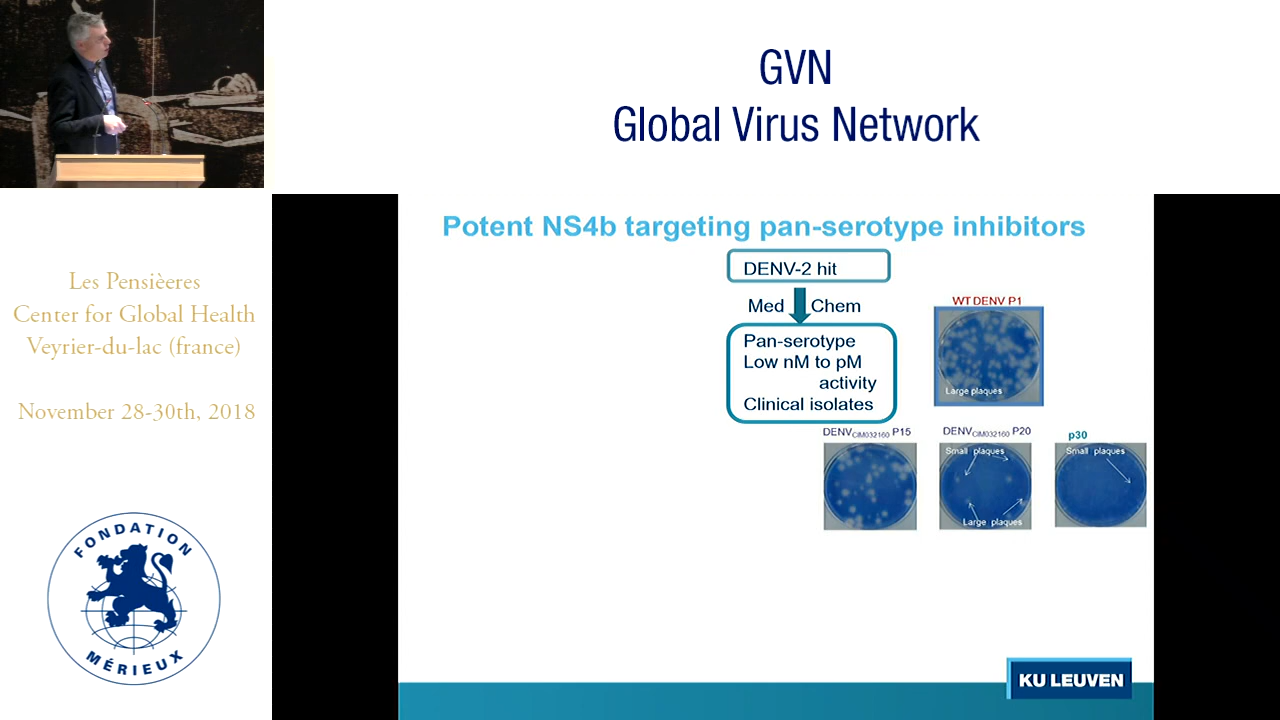 GVN
Global Virus Network
Les Pensièeres
Center for Global Health
Veyrier-du-lac (france)
November 28-30th, 2018
FONDATION
MÉRIEUX
Potent NS4b targeting pan-serotype inhibitors
DENV-2 hit
Med Chem
Pan-serotype
Low nM to pM
activity
Clinical isolates
WT DENV P1
Large plaques
DENVCIM032160 P15
DENVCIM032160 P20
Small plaques
Large plaques
p30
Small plaques
KU LEUVEN